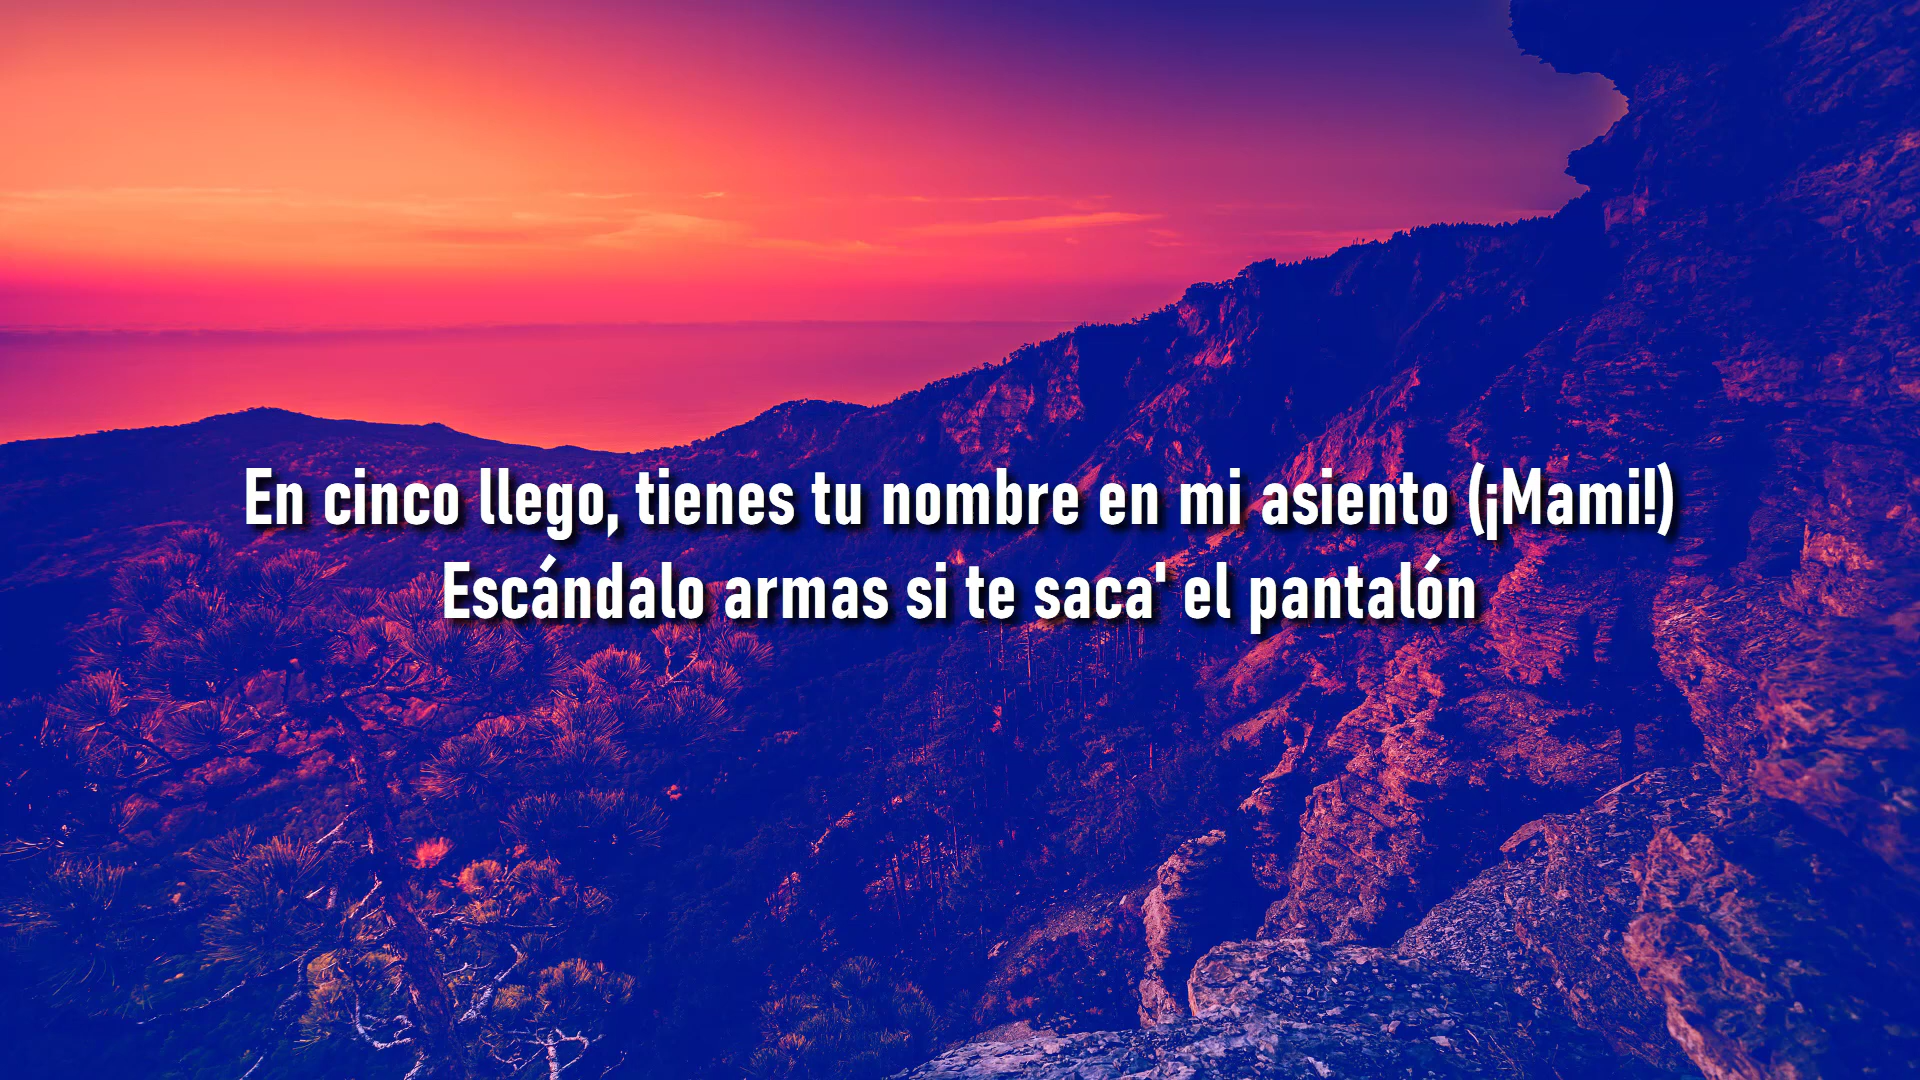 En cinco llego, tienes tu nombre en mi asiento (¡Mami!)
Escándalo armas si te saca' el pantalón